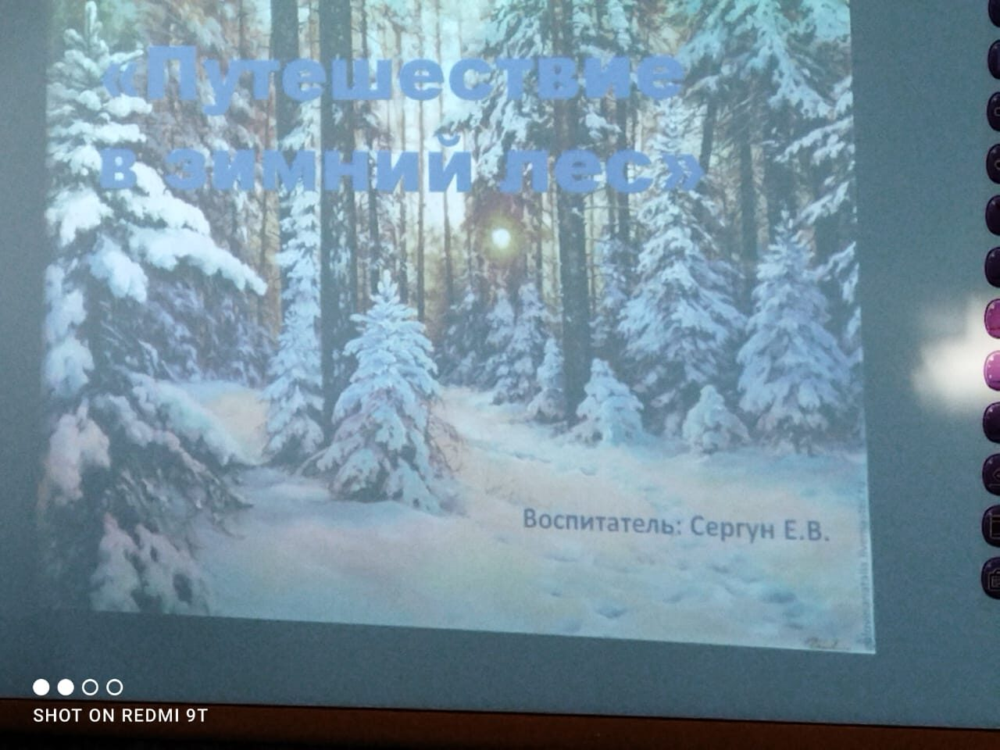 «Путешествие
в зимний лес»
Воспитатель: Сергун Е.В.
SHOT ON REDMI 9T